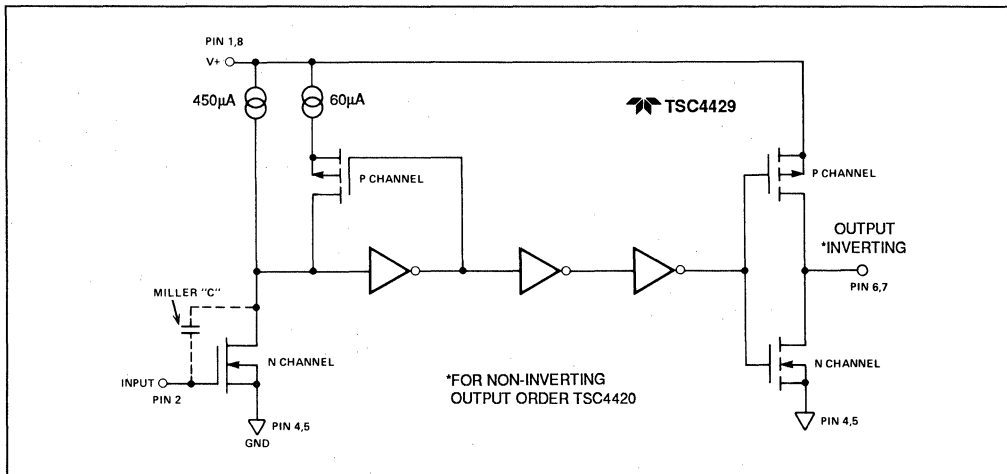 PIN 1,8
V+
450µA
60µA
TSC4429
P CHANNEL
P CHANNEL
OUTPUT
*INVERTING
PIN 6,7
MILLER "C"
N CHANNEL
N CHANNEL
INPUT
PIN 2
*FOR NON-INVERTING
OUTPUT ORDER TSC4420
PIN 4,5
GND
PIN 4,5